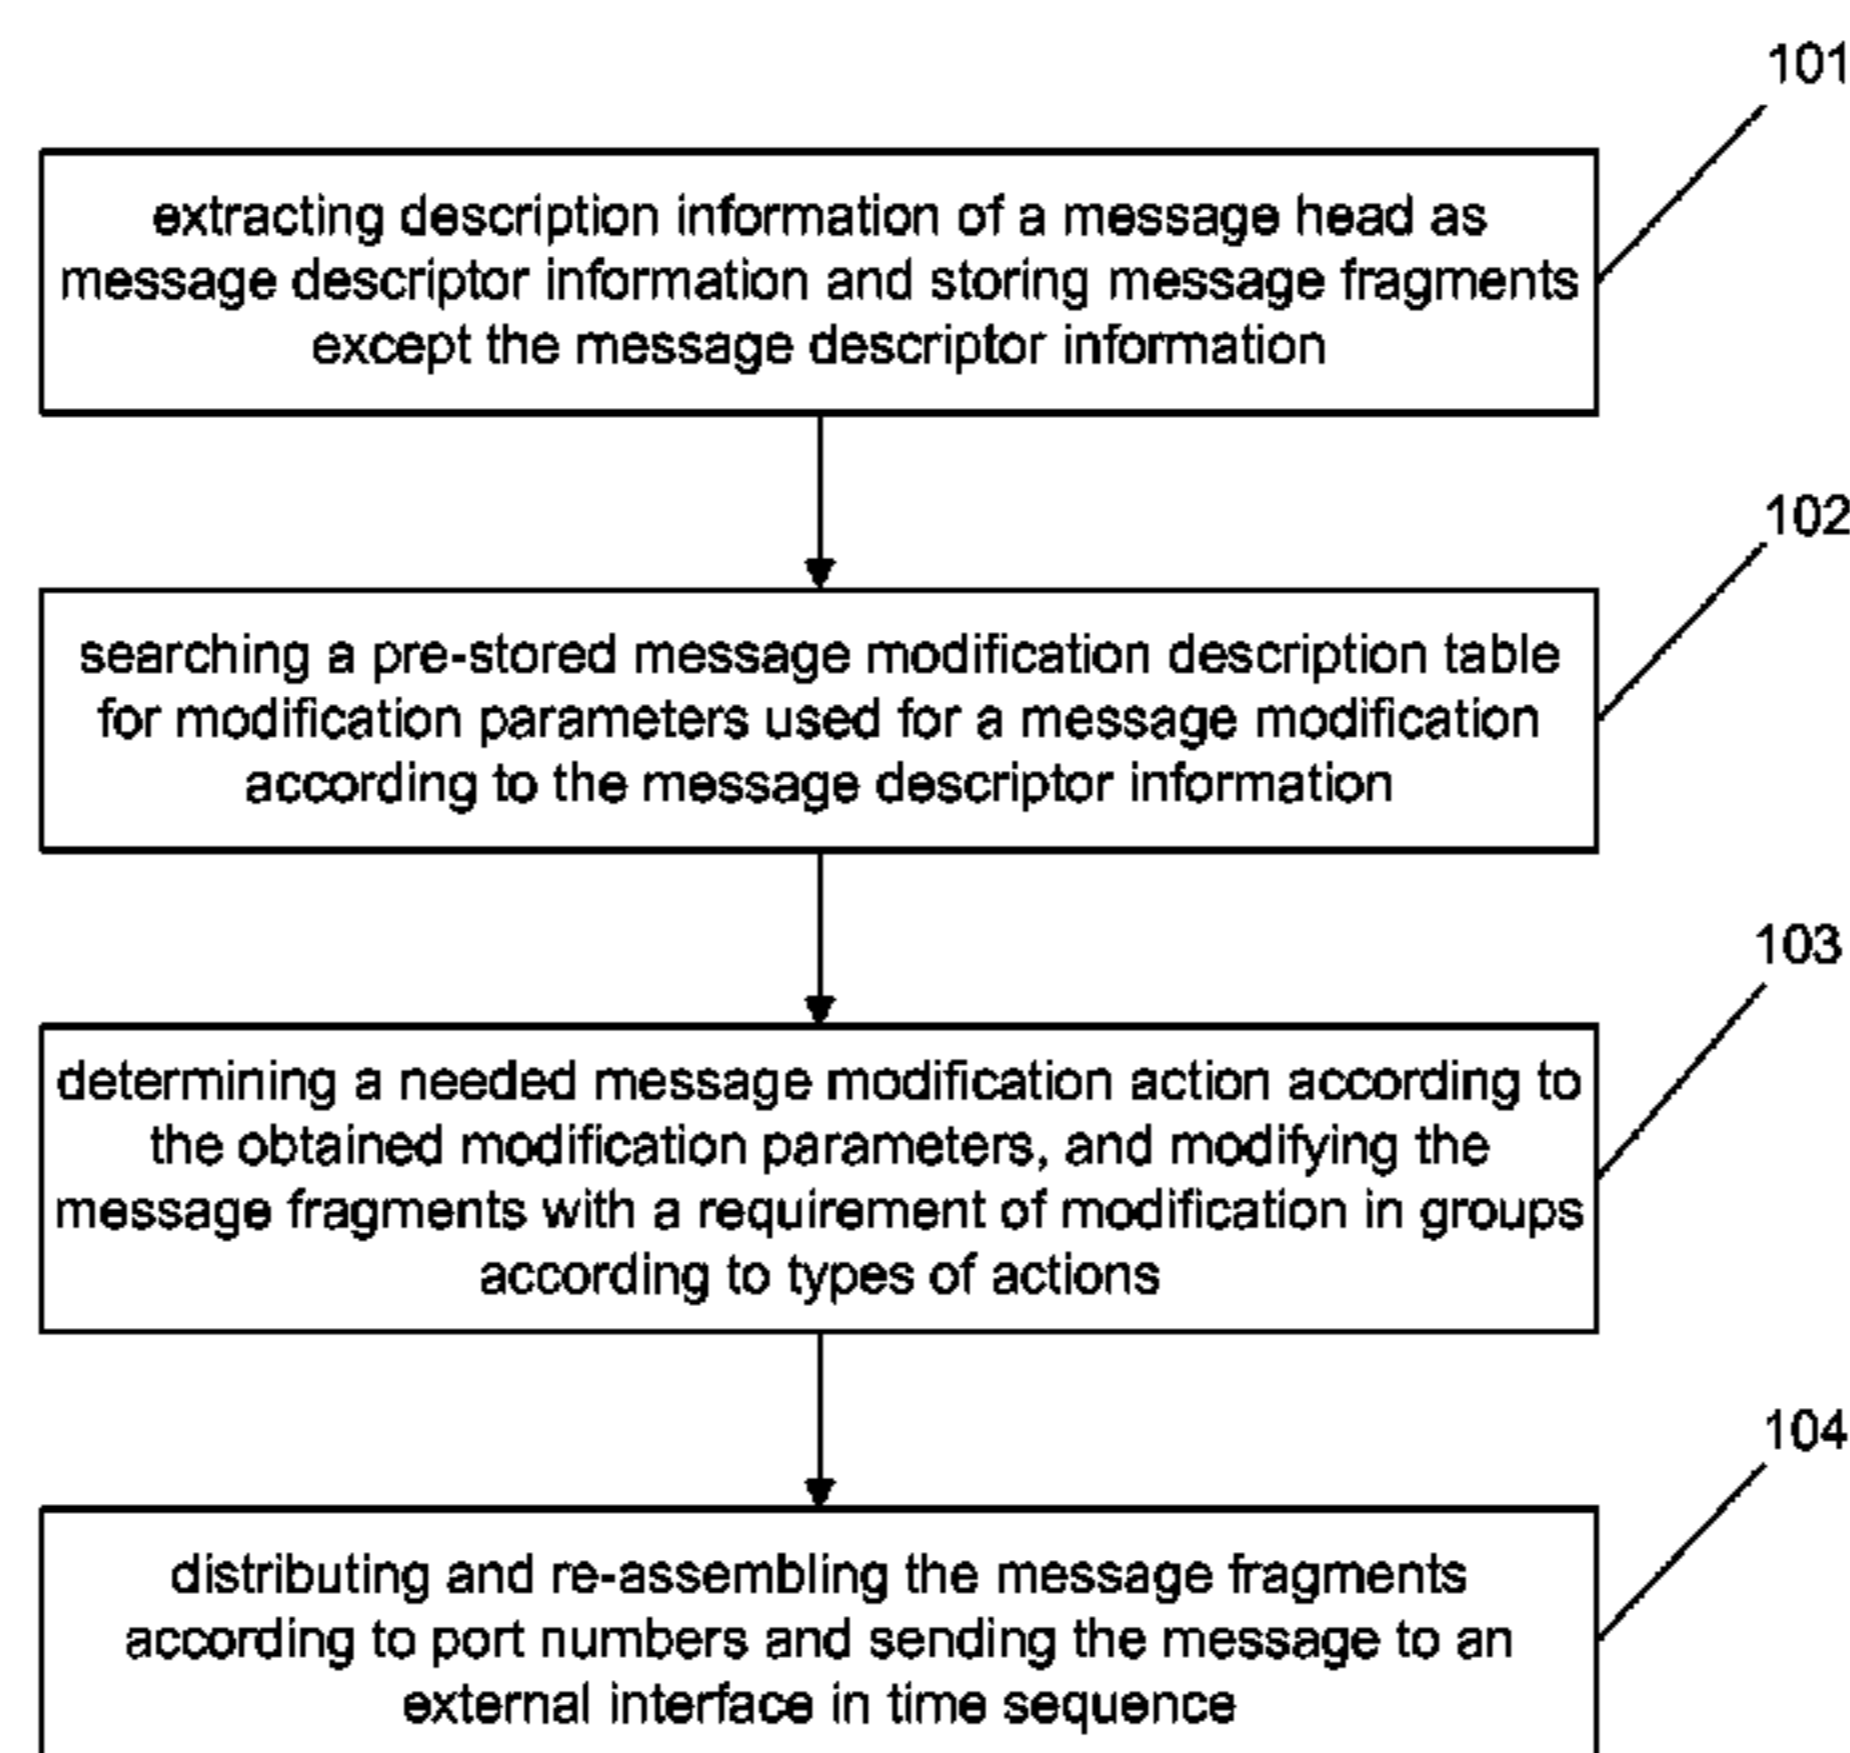 101
extracting description information of a message head as
message descriptor information and storing message fragments
except the message descriptor information
102
searching a pre-stored message modification description table
for modification parameters used for a message modification
according to the message descriptor information
103
determining a needed message modification action according to
the obtained modification parameters, and modifying the
message fragments with a requirement of modification in groups
according to types of actions
104
distributing and re-assembling the message fragments
according to port numbers and sending the message to an
external interface in time sequence